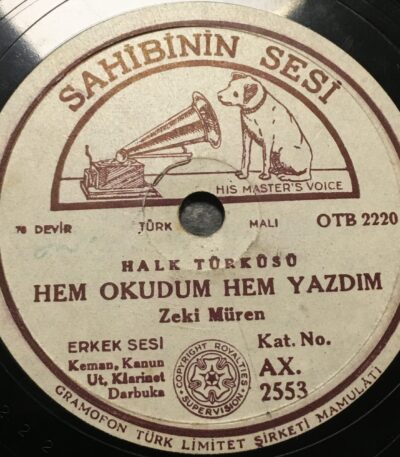 SAHİBİNİN SESİ
HIS MASTER'S VOICE
78 DEVİR TÜRK MALI OTB 2220
HALK TÜRKÜSÜ
HEM OKUDUM HEM YAZDIM
Zeki Müren
ERKEK SESİ
Keman, Kanun
Ut, Klarinet
Darbuka
COPYRIGHT ROYALTIES
SUPERVISION
Kat. No.
AX.
2553
GRAMOFON TÜRK LİMİTET ŞİRKETİ MAMULÂTI